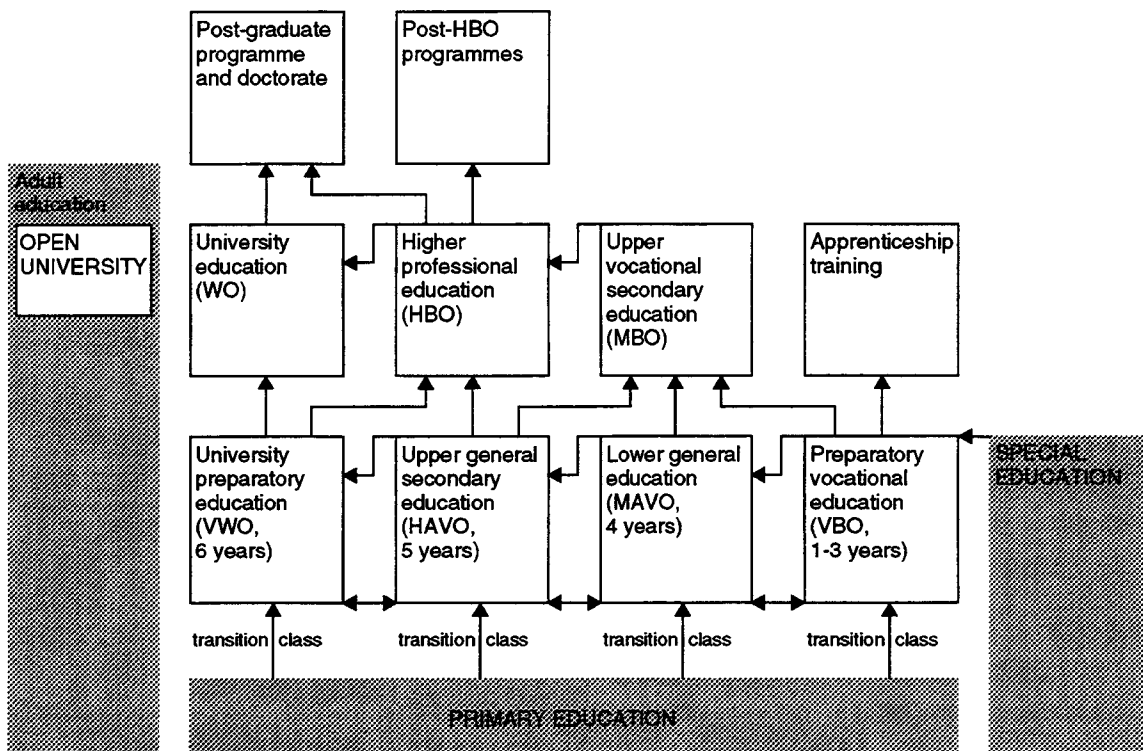 Post-graduate
programme
and doctorate
Post-HBO
programmes
Adult
education
OPEN
UNIVERSITY
University
education
(WO)
Higher
professional
education
(HBO)
Upper
vocational
secondary
education
(MBO)
Apprenticeship
training
University
preparatory
education
(VWO,
6 years)
Upper general
secondary
education
(HAVO,
5 years)
Lower general
education
(MAVO,
4 years)
Preparatory
vocational
education
(VBO,
1-3 years)
SPECIAL
EDUCATION
transition class
transition class
transition class
transition class
PRIMARY EDUCATION